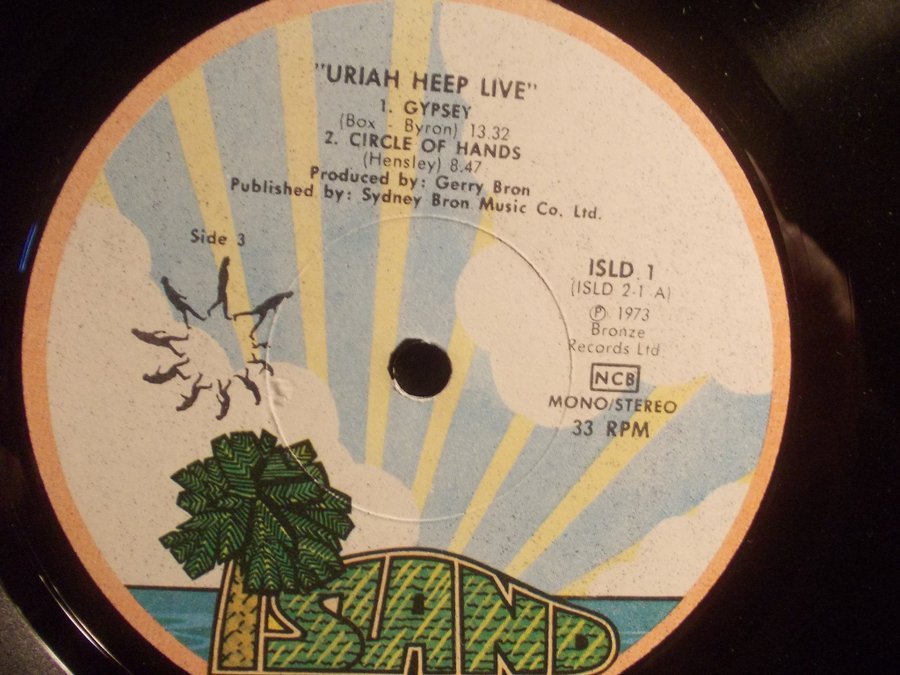 "URIAH HEEP LIVE"
1. GYPSEY
(Box - Byron) 13.32
2. CIRCLE OF HANDS
(Hensley) 8.47
Produced by: Gerry Bron
Published by: Sydney Bron Music Co. Ltd.
Side 3
ISLD 1
(ISLD 2-1 A)
Ⓟ 1973
Bronze
Records Ltd
NCB
MONO/STEREO
33 RPM
ISLAND